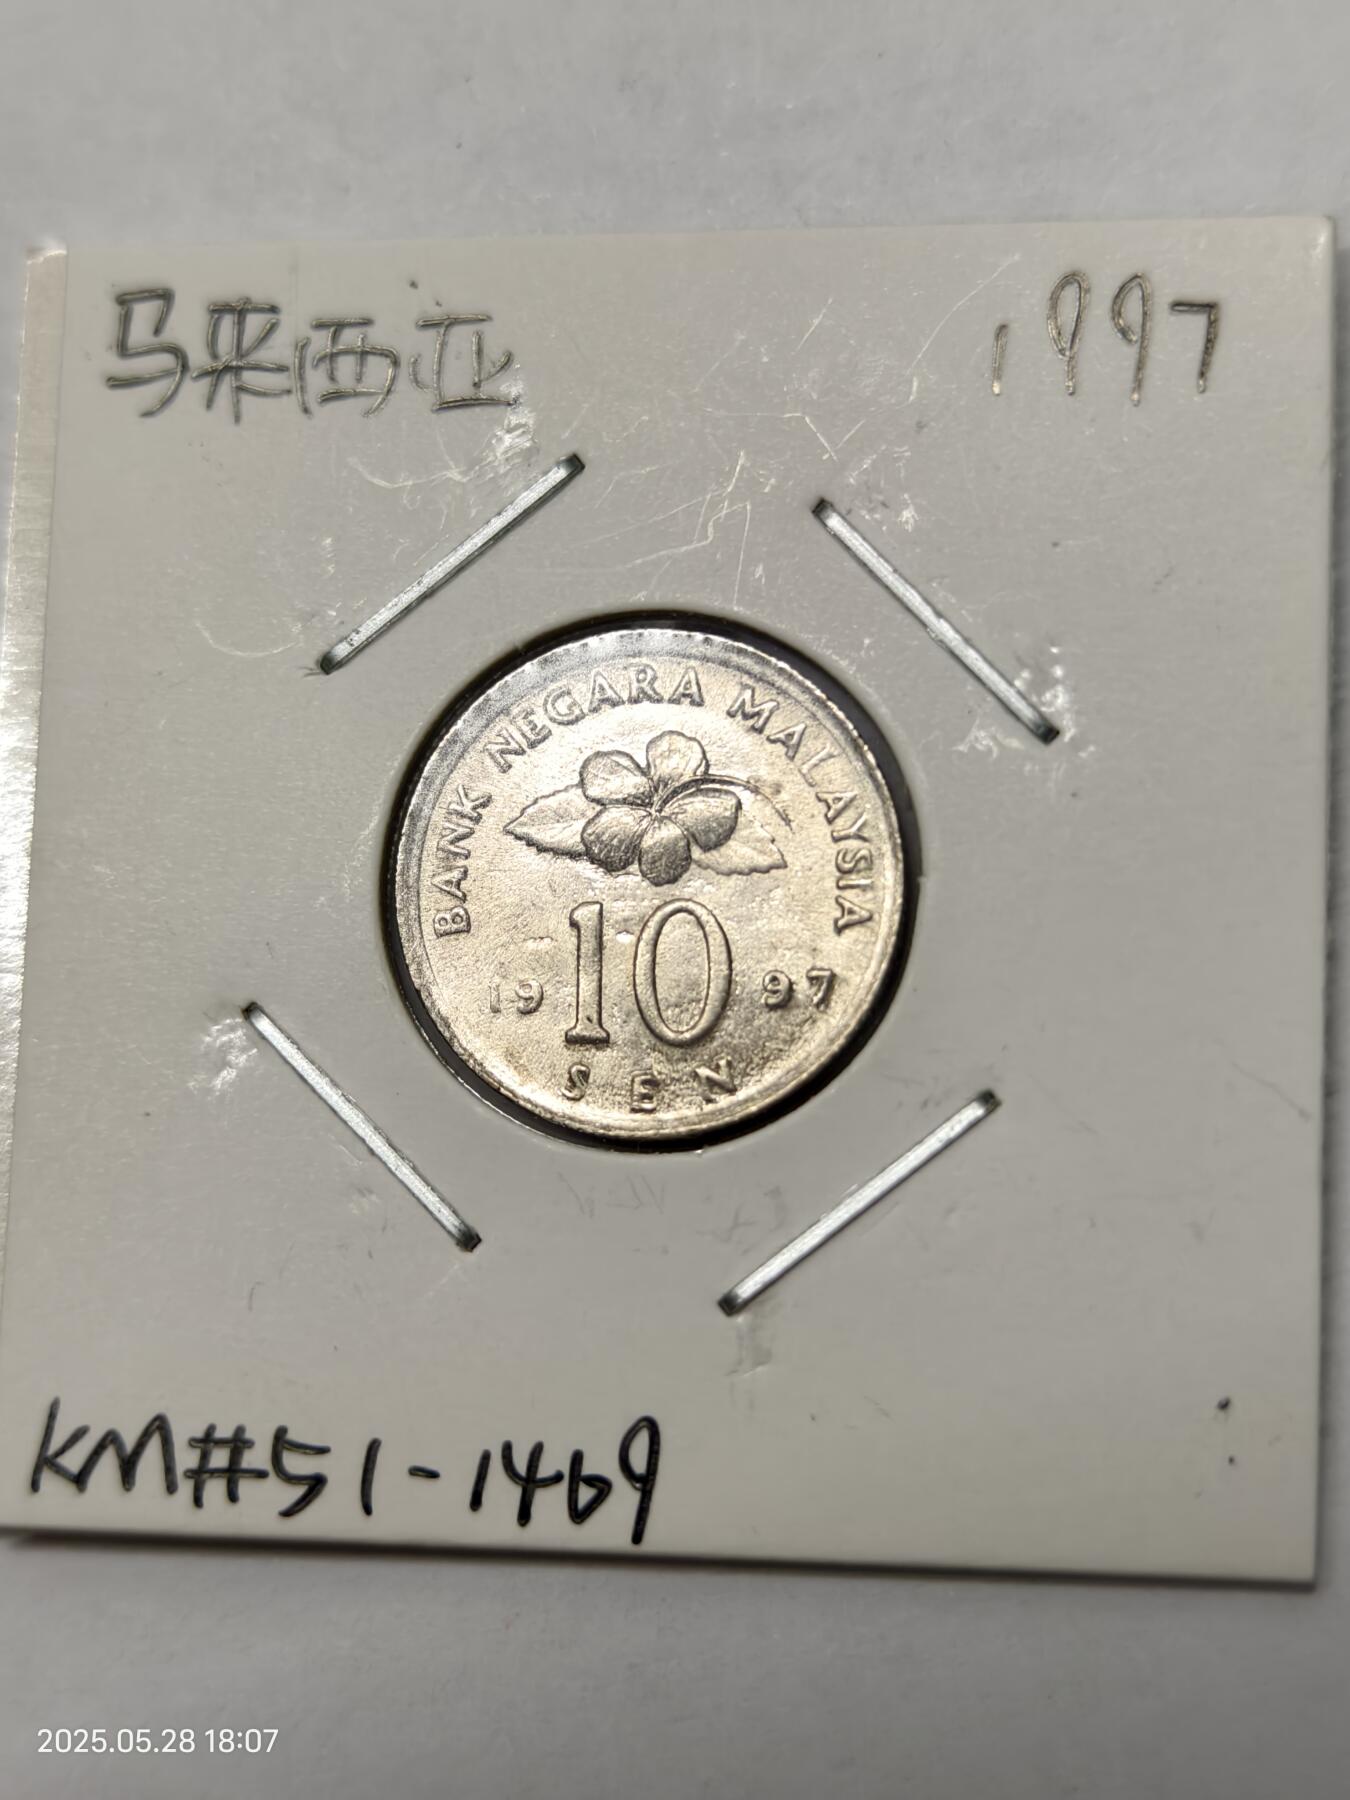 马来西亚 1997
BANK NEGARA MALAYSIA
19 10 97
SEN
KM#51-1469
2025.05.28 18:07